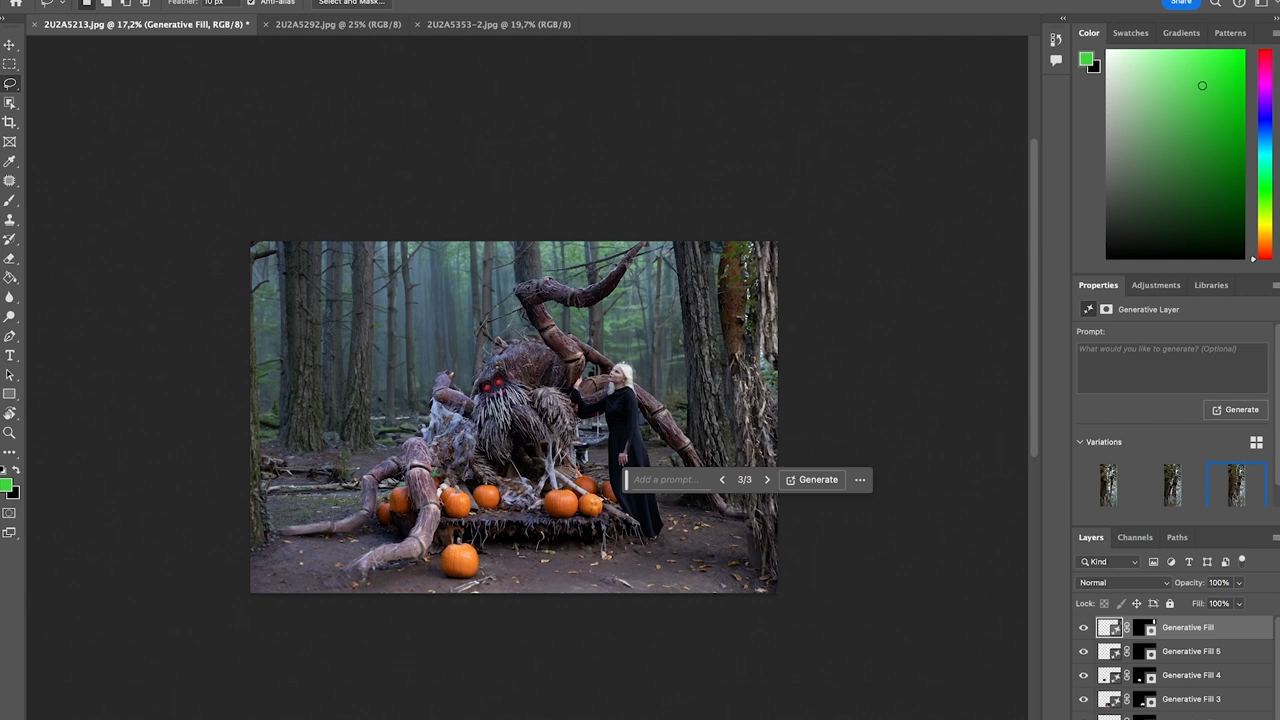 Feather: 10 px Anti-alias Select and Mask... Share
2U2A5213.jpg @ 17,2% (Generative Fill, RGB/8) * 2U2A5292.jpg @ 25% (RGB/8) 2U2A5353-2.jpg @ 19,7% (RGB/8)
Color Swatches Gradients Patterns
Properties Adjustments Libraries
Generative Layer
Prompt:
What would you like to generate? (Optional)
Generate
Variations
Add a prompt... 3/3 Generate
Layers Channels Paths
Kind
Normal Opacity: 100%
Lock: Fill: 100%
Generative Fill
Generative Fill 5
Generative Fill 4
Generative Fill 3